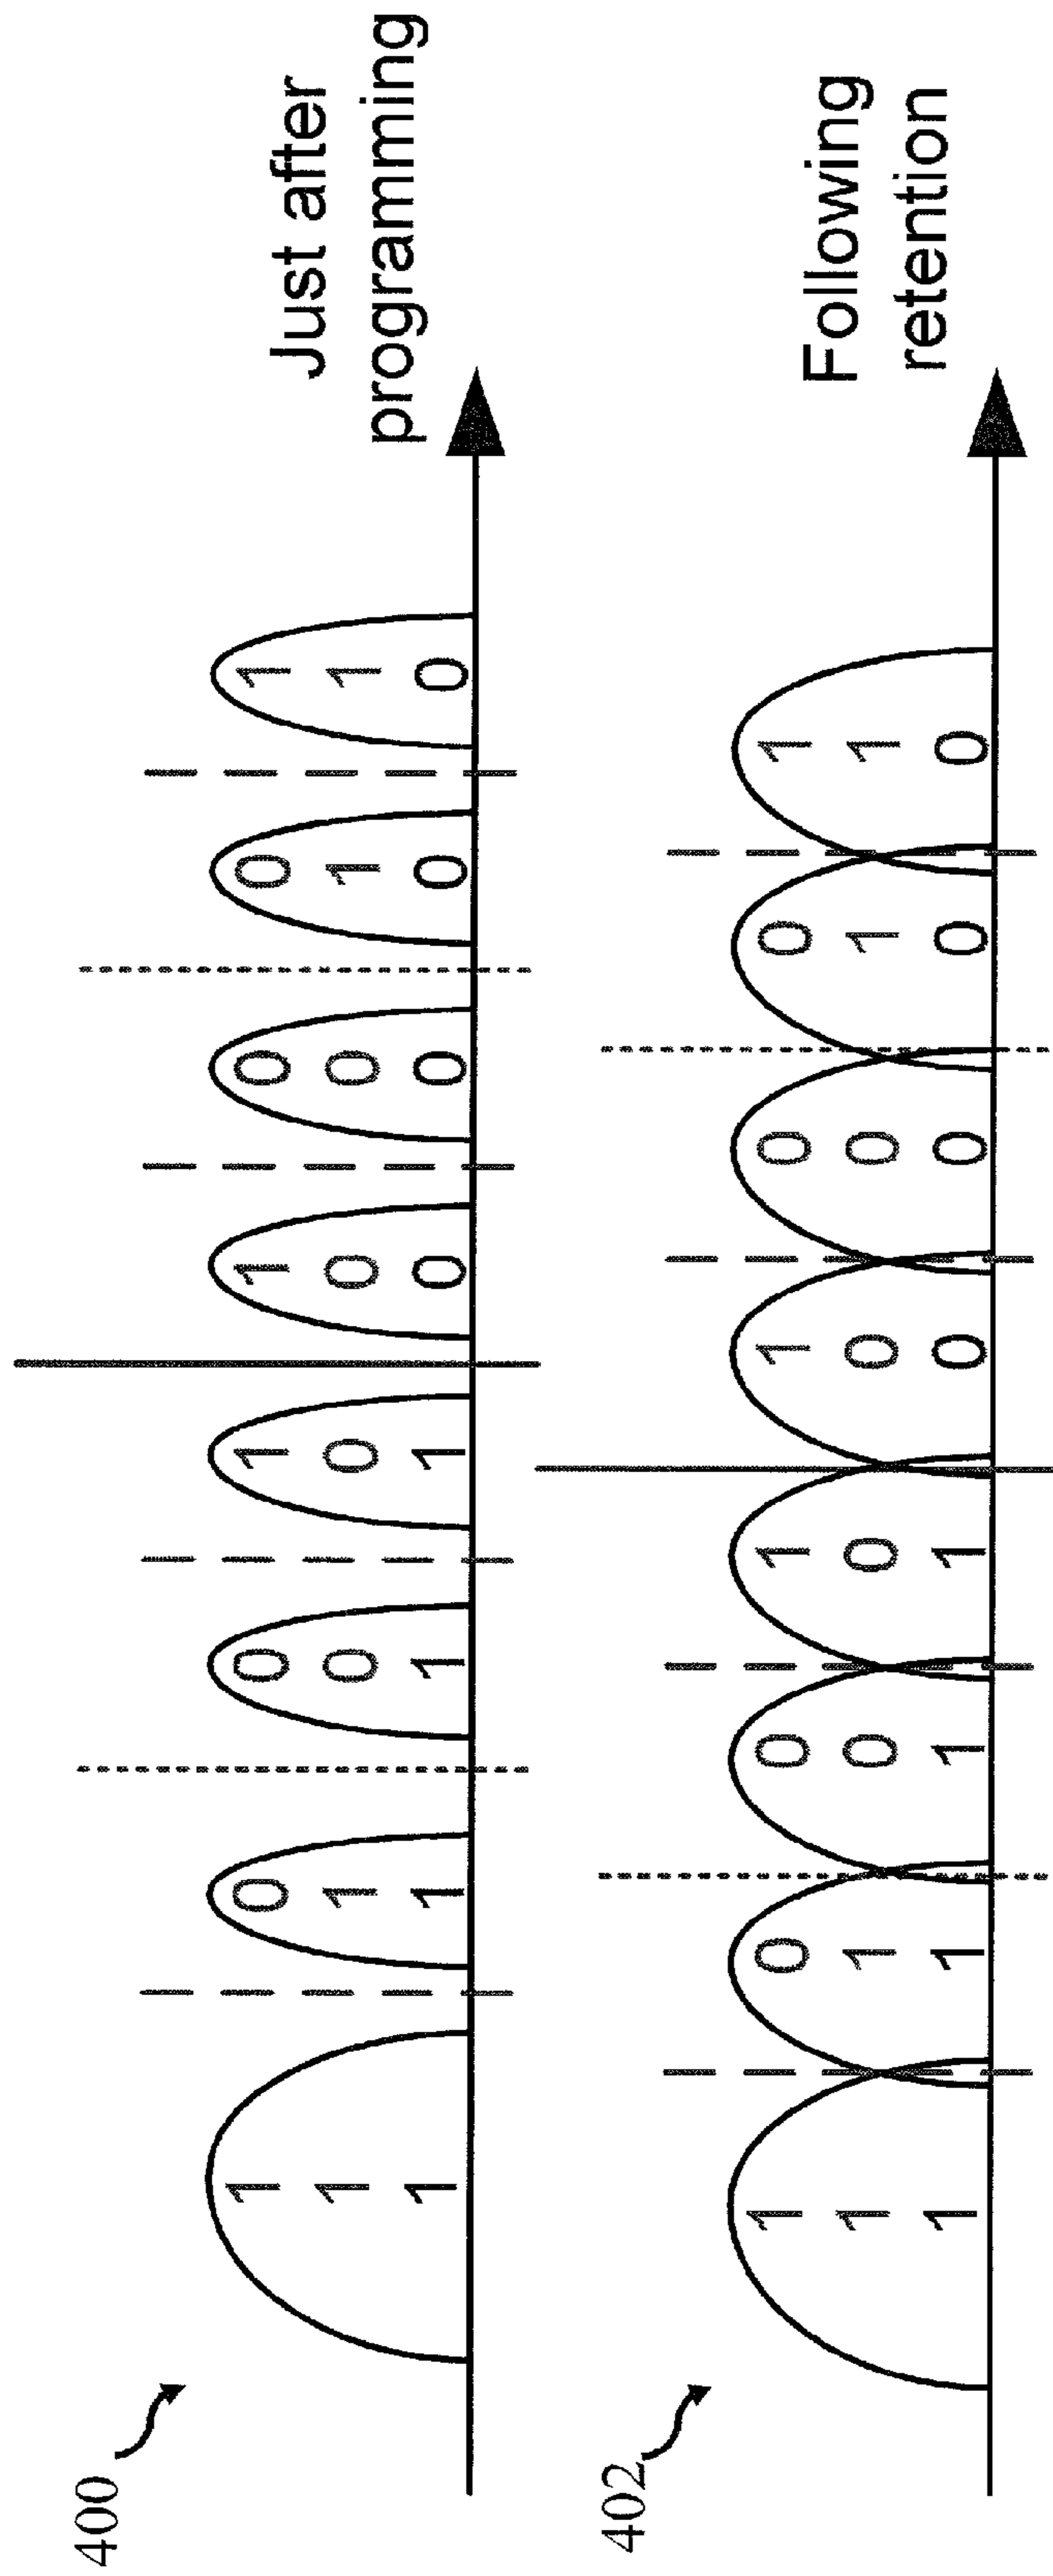 400
Just after
programming
1 0 0 1 1 0 0 1
1 1 0 0 0 0 1 1
1 1 1 1 0 0 0 0
402
Following
retention
1 0 0 1 1 0 0 1
1 1 0 0 0 0 1 1
1 1 1 1 0 0 0 0